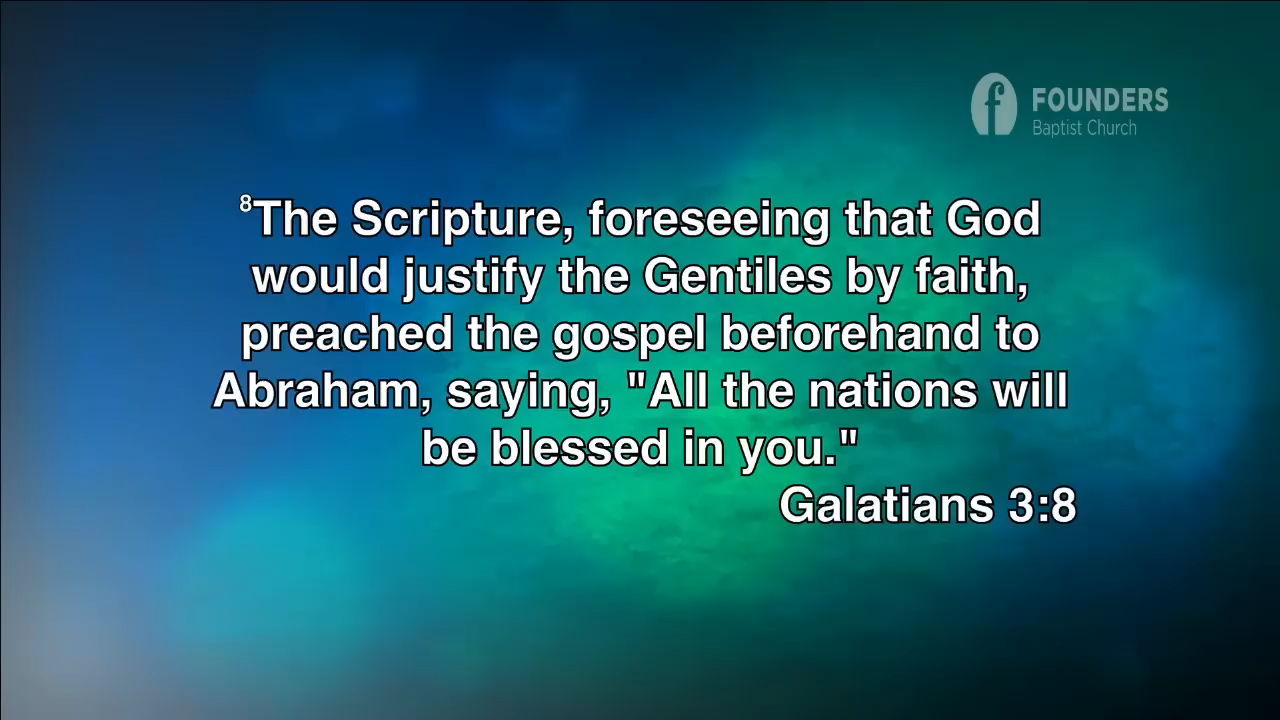 FOUNDERS
Baptist Church
⁸The Scripture, foreseeing that God
would justify the Gentiles by faith,
preached the gospel beforehand to
Abraham, saying, "All the nations will
be blessed in you."
Galatians 3:8